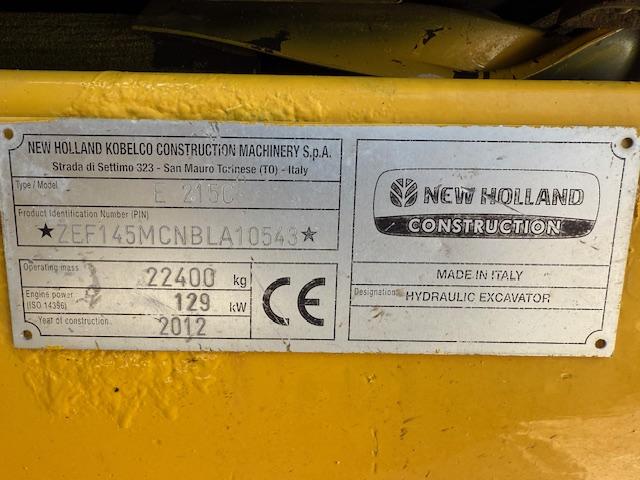 NEW HOLLAND KOBELCO CONSTRUCTION MACHINERY S.p.A.
Strada di Settimo 323 - San Mauro Torinese (TO) - Italy
Type / Model E 215C
Product Identification Number (PIN)
★ZEF145MCNBLA10543★
Operating mass 22400 kg
Engine power (ISO 14396) 129 kW
Year of construction 2012
CE
NEW HOLLAND
CONSTRUCTION
MADE IN ITALY
Designation: HYDRAULIC EXCAVATOR